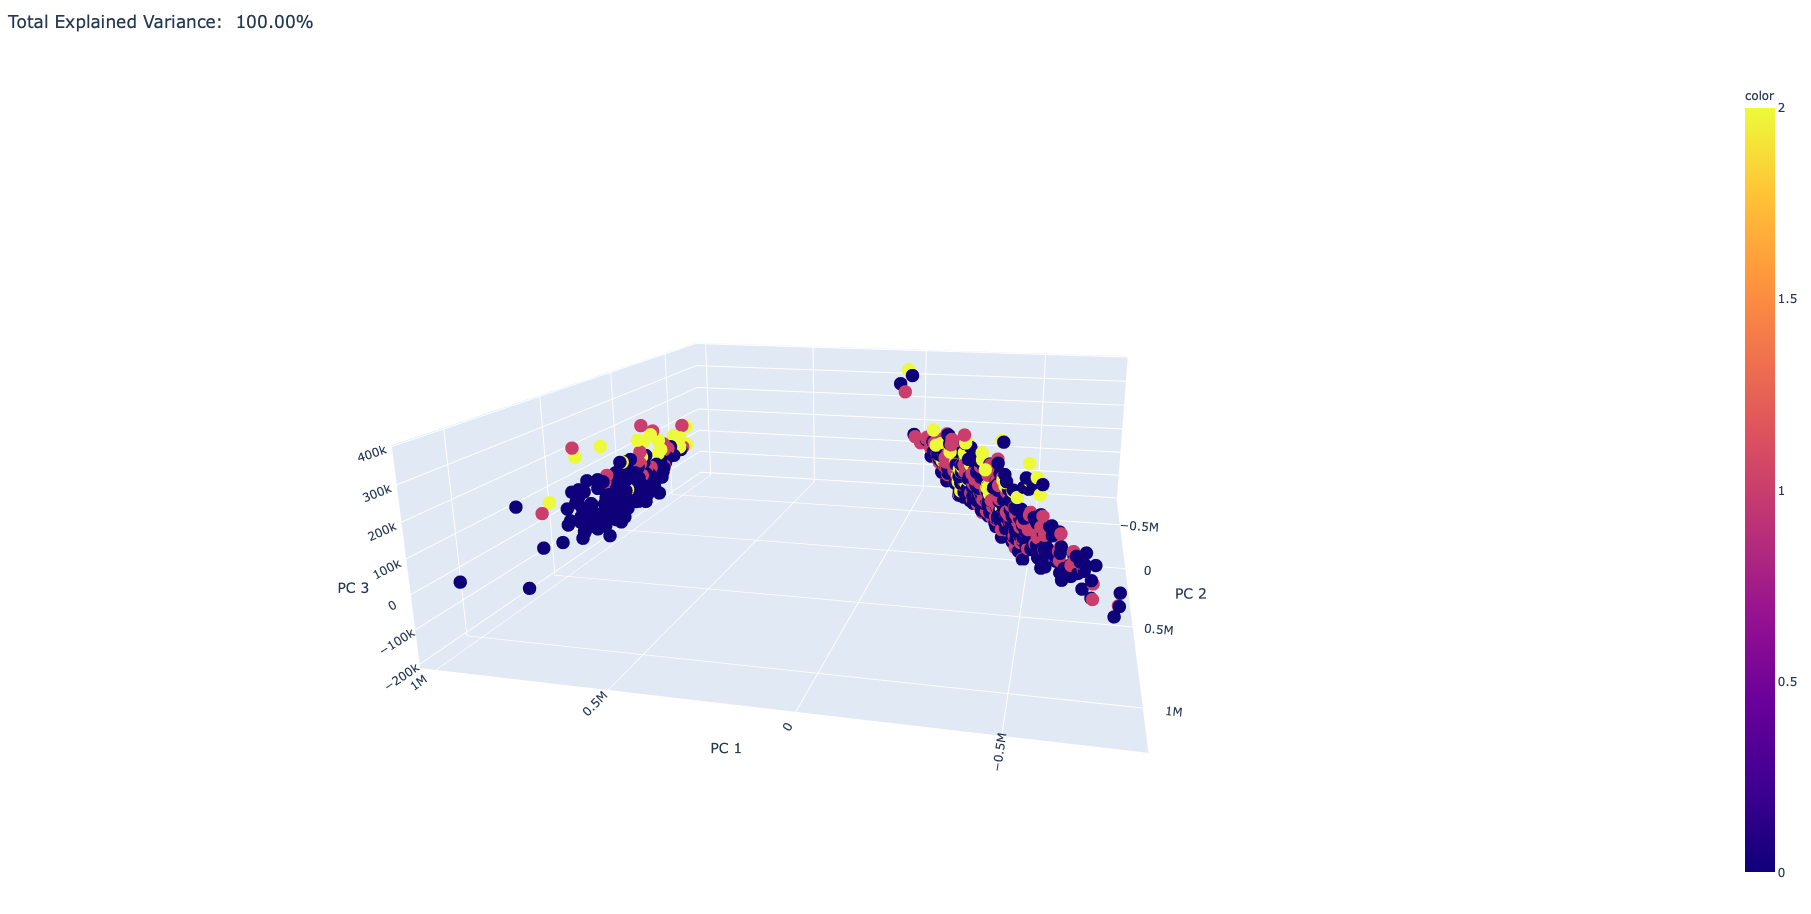 Total Explained Variance:  100.00%
color
2
1.5
1
0.5
0
400k
300k
200k
100k
0
−100k
−200k
PC 3
1M
0.5M
0
−0.5M
PC 1
−0.5M
0
0.5M
1M
PC 2